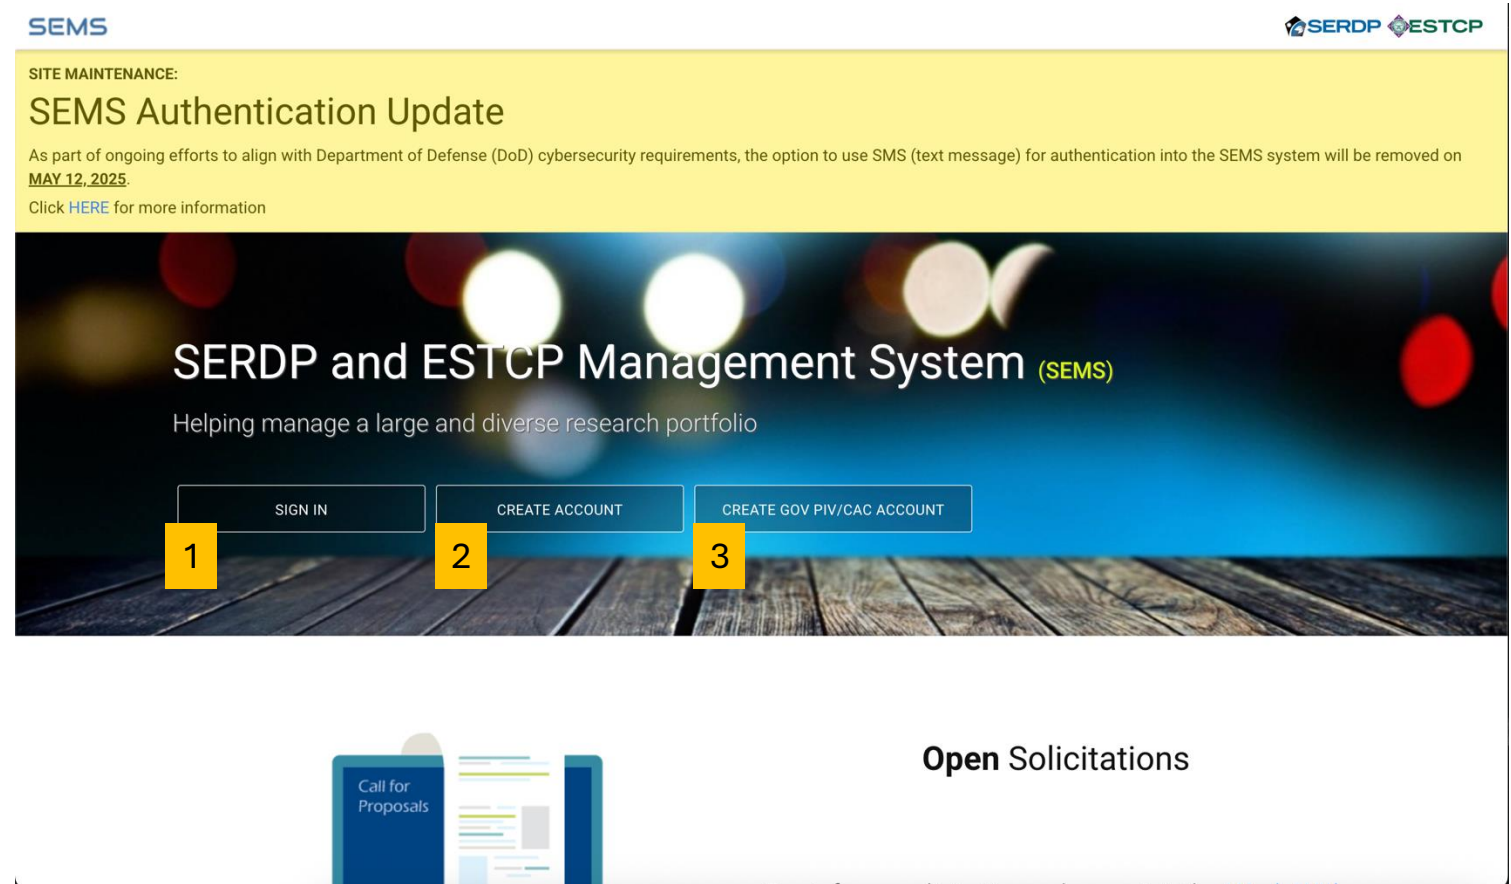 SEMS
SERDP ESTCP
SITE MAINTENANCE:
SEMS Authentication Update
As part of ongoing efforts to align with Department of Defense (DoD) cybersecurity requirements, the option to use SMS (text message) for authentication into the SEMS system will be removed on
MAY 12, 2025.
Click HERE for more information
SERDP and ESTCP Management System (SEMS)
Helping manage a large and diverse research portfolio
SIGN IN
CREATE ACCOUNT
CREATE GOV PIV/CAC ACCOUNT
1
2
3
Call for
Proposals
Open Solicitations